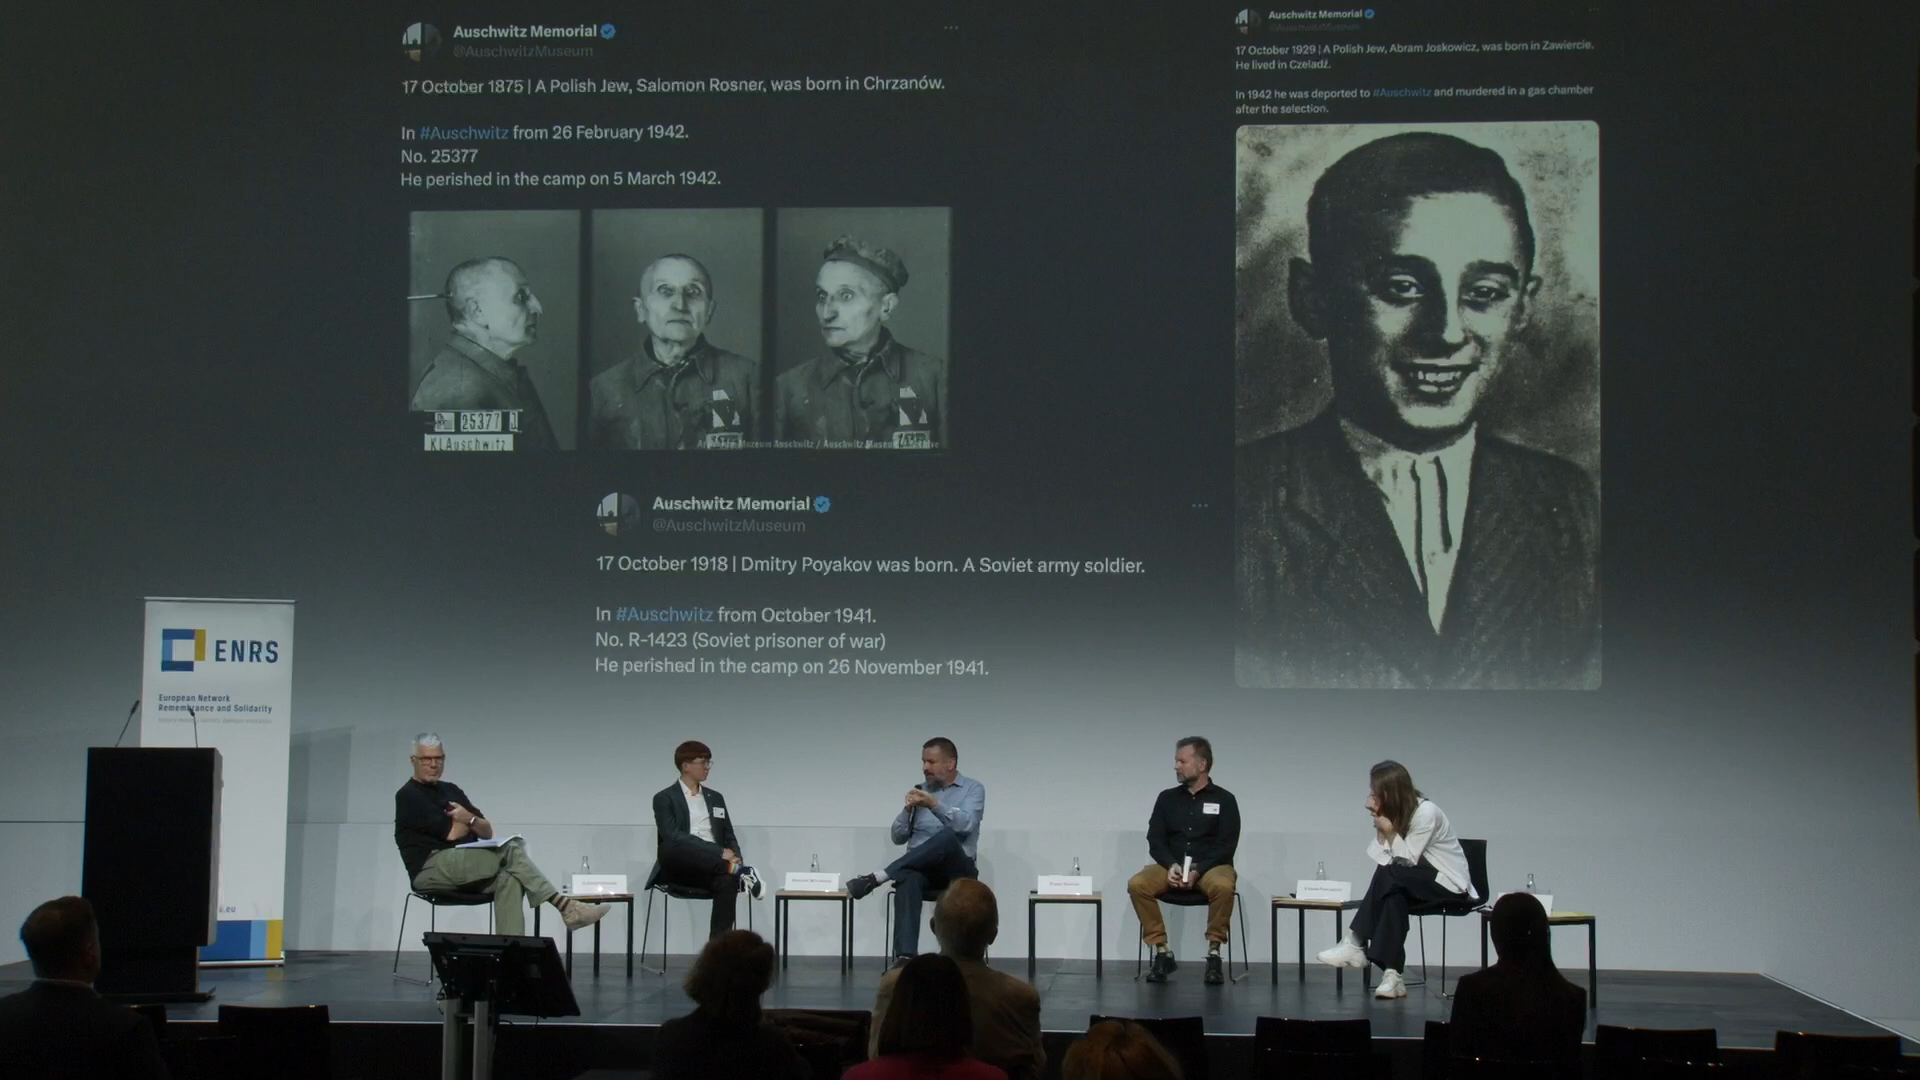 Auschwitz Memorial
@AuschwitzMuseum
17 October 1875 | A Polish Jew, Salomon Rosner, was born in Chrzanów.
In #Auschwitz from 26 February 1942.
No. 25377
He perished in the camp on 5 March 1942.
25377
KL Auschwitz
Auschwitz Memorial
@AuschwitzMuseum
17 October 1929 | A Polish Jew, Abram Joskowicz, was born in Zawiercie.
He lived in Czeladź.
In 1942 he was deported to #Auschwitz and murdered in a gas chamber
after the selection.
Auschwitz Memorial
@AuschwitzMuseum
17 October 1918 | Dmitry Poyakov was born. A Soviet army soldier.
In #Auschwitz from October 1941.
No. R-1423 (Soviet prisoner of war)
He perished in the camp on 26 November 1941.
ENRS
European Network
Remembrance and Solidarity
.eu